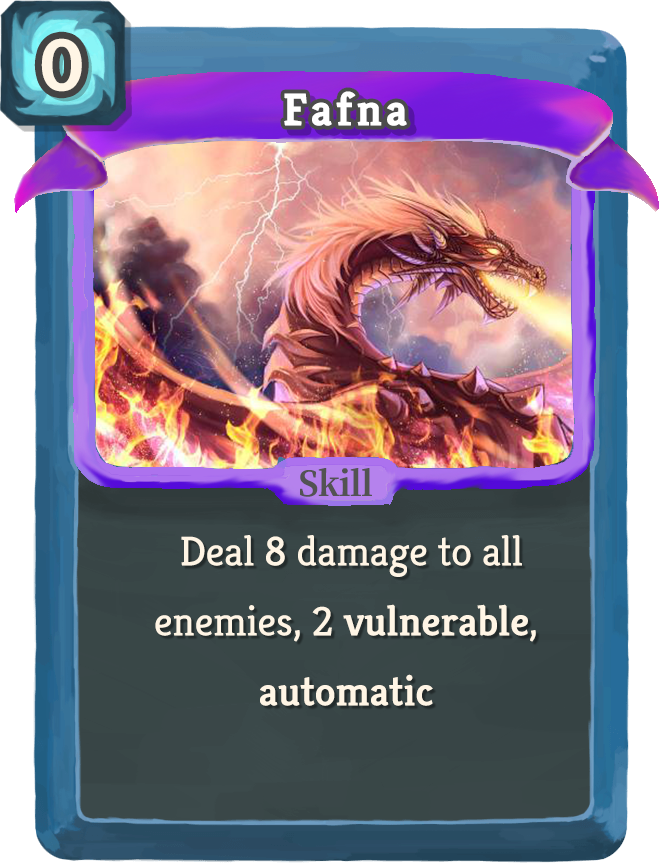 0
Fafna
Skill
Deal 8 damage to all
enemies, 2 vulnerable,
automatic